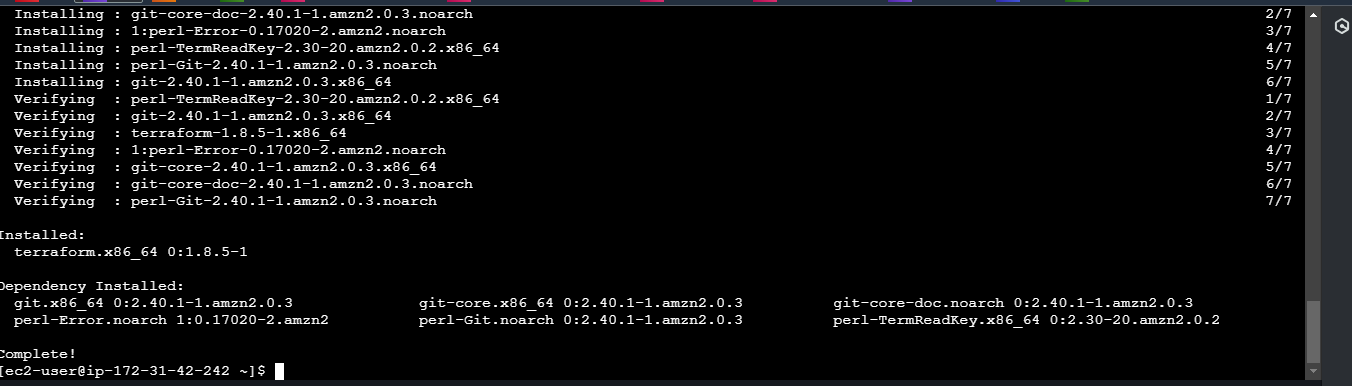 Installing : git-core-doc-2.40.1-1.amzn2.0.3.noarch 2/7
Installing : 1:perl-Error-0.17020-2.amzn2.noarch 3/7
Installing : perl-TermReadKey-2.30-20.amzn2.0.2.x86_64 4/7
Installing : perl-Git-2.40.1-1.amzn2.0.3.noarch 5/7
Installing : git-2.40.1-1.amzn2.0.3.x86_64 6/7
Verifying : perl-TermReadKey-2.30-20.amzn2.0.2.x86_64 1/7
Verifying : git-2.40.1-1.amzn2.0.3.x86_64 2/7
Verifying : terraform-1.8.5-1.x86_64 3/7
Verifying : 1:perl-Error-0.17020-2.amzn2.noarch 4/7
Verifying : git-core-2.40.1-1.amzn2.0.3.x86_64 5/7
Verifying : git-core-doc-2.40.1-1.amzn2.0.3.noarch 6/7
Verifying : perl-Git-2.40.1-1.amzn2.0.3.noarch 7/7
Installed:
terraform.x86_64 0:1.8.5-1
Dependency Installed:
git.x86_64 0:2.40.1-1.amzn2.0.3 git-core.x86_64 0:2.40.1-1.amzn2.0.3 git-core-doc.noarch 0:2.40.1-1.amzn2.0.3
perl-Error.noarch 1:0.17020-2.amzn2 perl-Git.noarch 0:2.40.1-1.amzn2.0.3 perl-TermReadKey.x86_64 0:2.30-20.amzn2.0.2
Complete!
[ec2-user@ip-172-31-42-242 ~]$